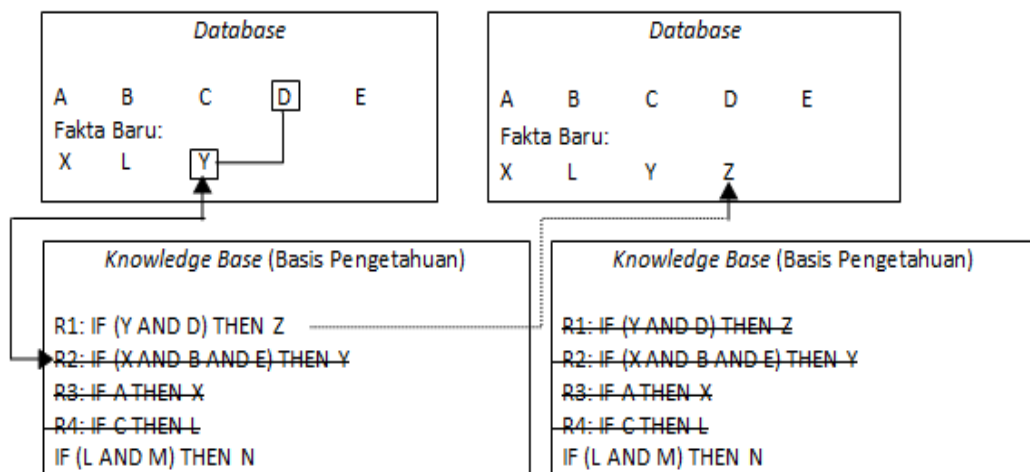 Database
A B C D E
Fakta Baru:
X L Y
Knowledge Base (Basis Pengetahuan)
R1: IF (Y AND D) THEN Z
R2: IF (X AND B AND E) THEN Y
R3: IF A THEN X
R4: IF C THEN L
IF (L AND M) THEN N
Database
A B C D E
Fakta Baru:
X L Y Z
Knowledge Base (Basis Pengetahuan)
R1: IF (Y AND D) THEN Z
R2: IF (X AND B AND E) THEN Y
R3: IF A THEN X
R4: IF C THEN L
IF (L AND M) THEN N